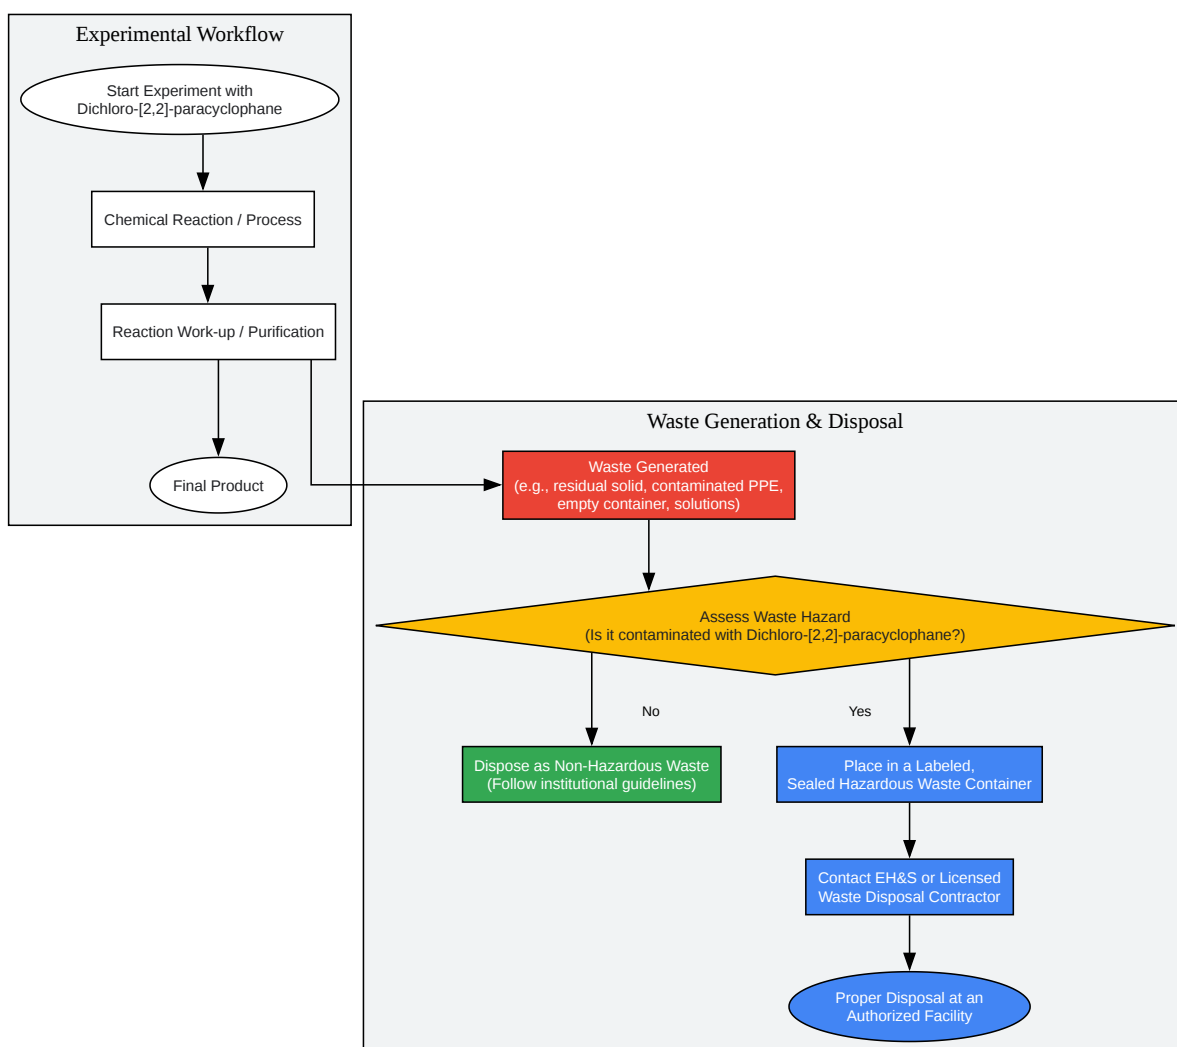 Experimental Workflow
Start Experiment with
Dichloro-[2,2]-paracyclophane
Chemical Reaction / Process
Reaction Work-up / Purification
Final Product
Waste Generation & Disposal
Waste Generated
(e.g., residual solid, contaminated PPE,
empty container, solutions)
Assess Waste Hazard
(Is it contaminated with Dichloro-[2,2]-paracyclophane?)
No
Yes
Dispose as Non-Hazardous Waste
(Follow institutional guidelines)
Place in a Labeled,
Sealed Hazardous Waste Container
Contact EH&S or Licensed
Waste Disposal Contractor
Proper Disposal at an
Authorized Facility